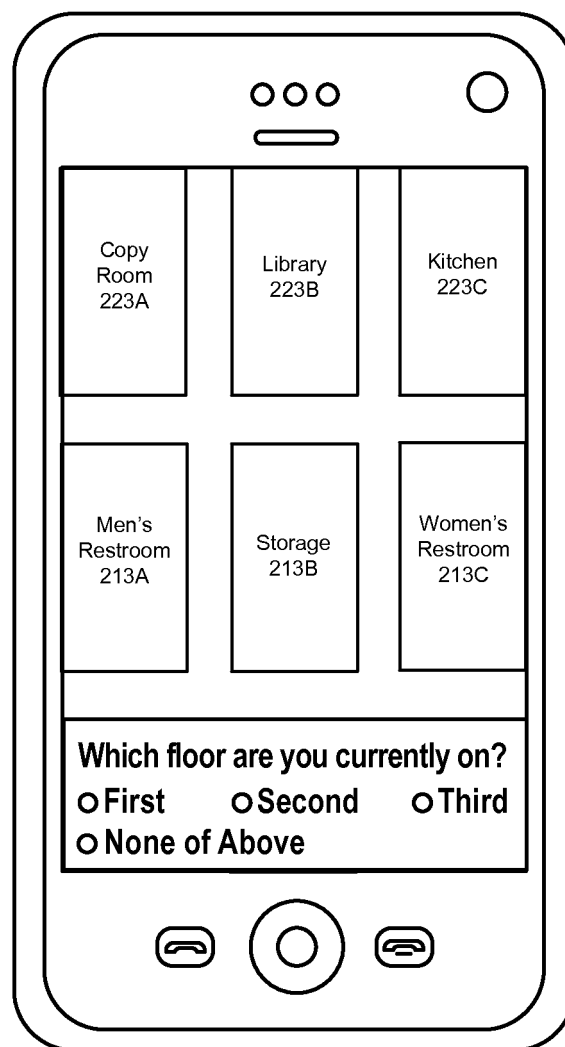 Copy
Room
223A
Library
223B
Kitchen
223C
Men’s
Restroom
213A
Storage
213B
Women’s
Restroom
213C
Which floor are you currently on?
First Second Third
None of Above